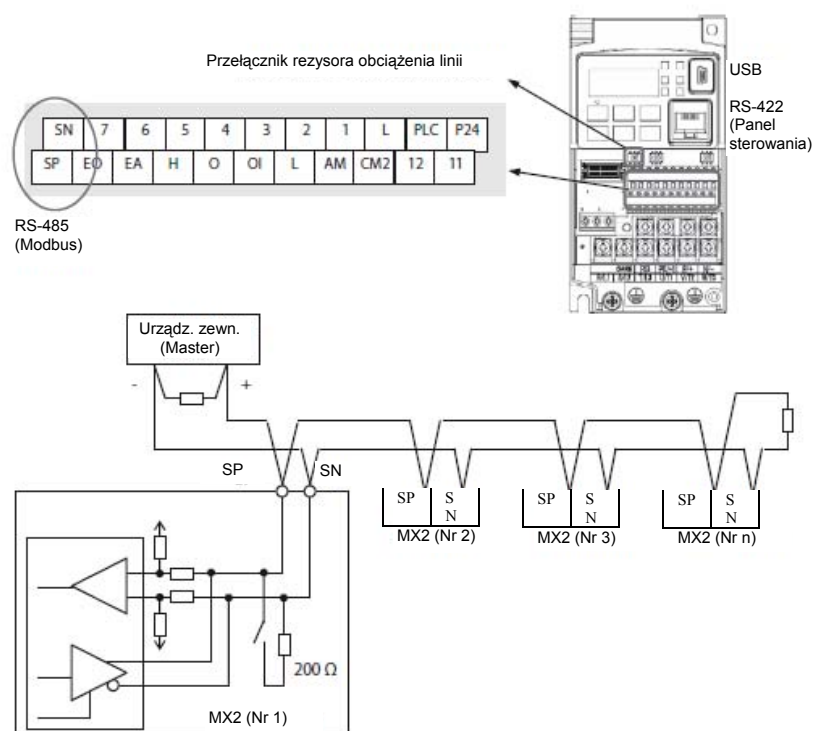 Przełącznik rezysora obciążenia linii
USB
RS-422
(Panel
sterowania)
SN 7 6 5 4 3 2 1 L PLC P24
SP EO EA H O OI L AM CM2 12 11
RS-485
(Modbus)
Urządz. zewn.
(Master)
- +
SP SN
SP S N SP S N SP S N
MX2 (Nr 2) MX2 (Nr 3) MX2 (Nr n)
200 Ω
MX2 (Nr 1)